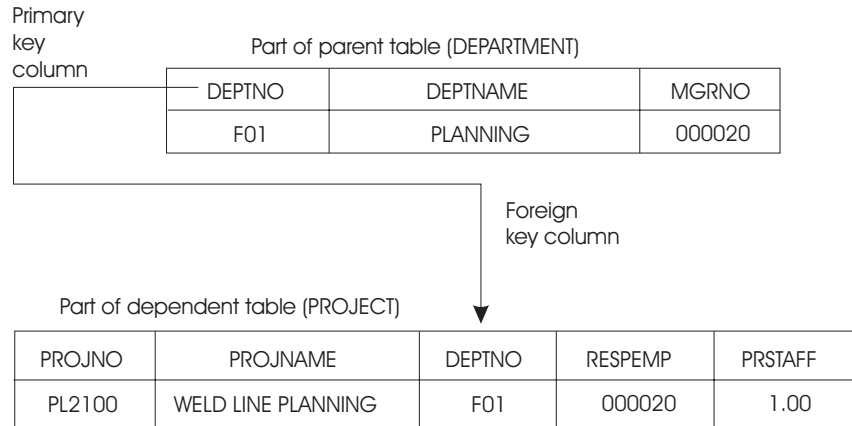 Primary
key
column
Part of parent table (DEPARTMENT)
DEPTNO DEPTNAME MGRNO
F01 PLANNING 000020
Foreign
key column
Part of dependent table (PROJECT)
PROJNO PROJNAME DEPTNO RESPEMP PRSTAFF
PL2100 WELD LINE PLANNING F01 000020 1.00